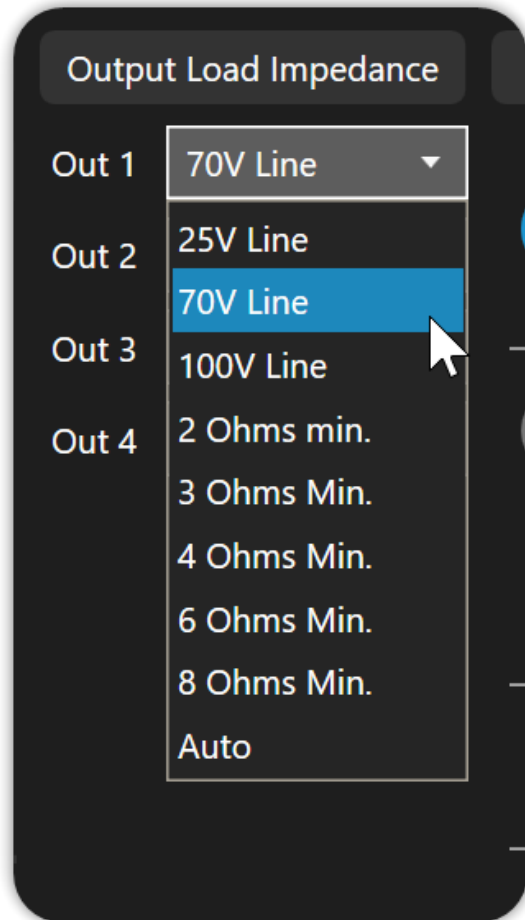 Output Load Impedance
Out 1
70V Line
25V Line
Out 2
70V Line
Out 3
100V Line
Out 4
2 Ohms min.
3 Ohms Min.
4 Ohms Min.
6 Ohms Min.
8 Ohms Min.
Auto